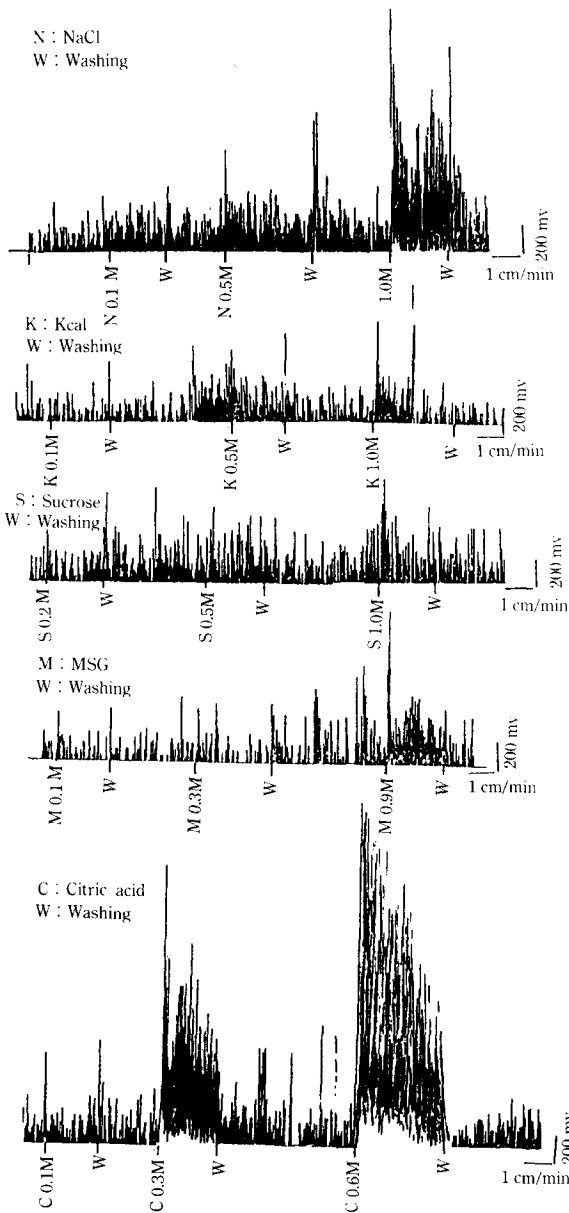 N : NaCl
W : Washing
N 0.1 M
W
N 0.5M
W
1.0M
W
200 mv
1 cm/min
K : Kcal
W : Washing
K 0.1M
W
K 0.5M
W
K 1.0M
W
200 mv
1 cm/min
S : Sucrose
W : Washing
S 0.2M
W
S 0.5M
W
S 1.0M
W
200 mv
1 cm/min
M : MSG
W : Washing
M 0.1M
W
M 0.3M
W
M 0.9M
W
200 mv
1 cm/min
C : Citric acid
W : Washing
C 0.1M
W
C 0.3M
W
C 0.6M
W
200 mv
1 cm/min